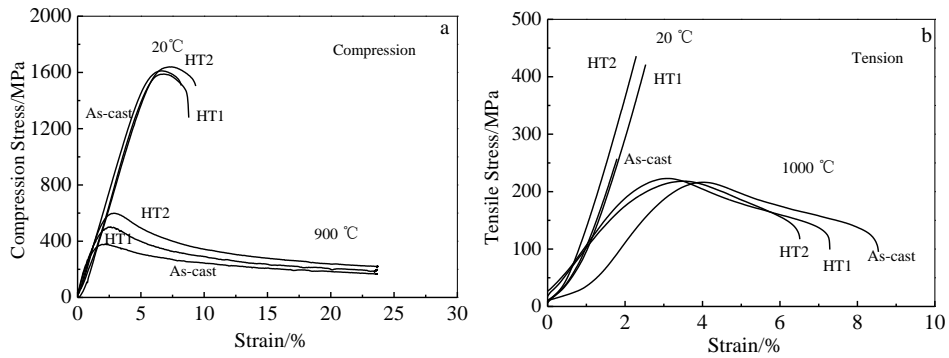 2000
1600
1200
800
400
0
Compression Stress/MPa
a
20℃
HT2
Compression
As-cast
HT1
HT2
HT1
900 ℃
As-cast
0 5 10 15 20 25 30
Strain/%
500
400
300
200
100
0
Tensile Stress/MPa
b
20 ℃
Tension
HT2
HT1
As-cast
1000 ℃
HT2
HT1
As-cast
0 2 4 6 8 10
Strain/%